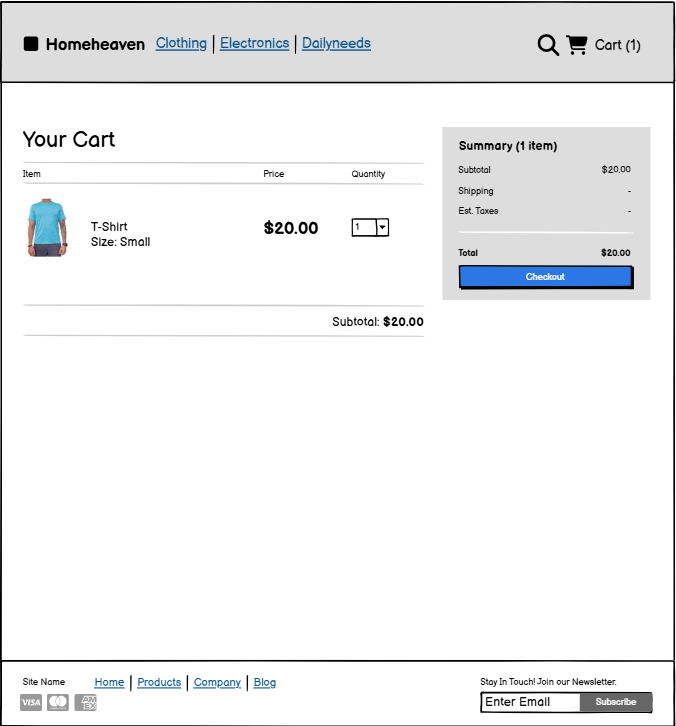 Homeheaven Clothing | Electronics | Dailyneeds Cart (1)
Your Cart
Item Price Quantity
T-Shirt
Size: Small
$20.00
1
Subtotal: $20.00
Summary (1 item)
Subtotal $20.00
Shipping -
Est. Taxes -
Total $20.00
Checkout
Site Name Home | Products | Company | Blog
VISA
AM
EX
Stay In Touch! Join our Newsletter.
Enter Email Subscribe